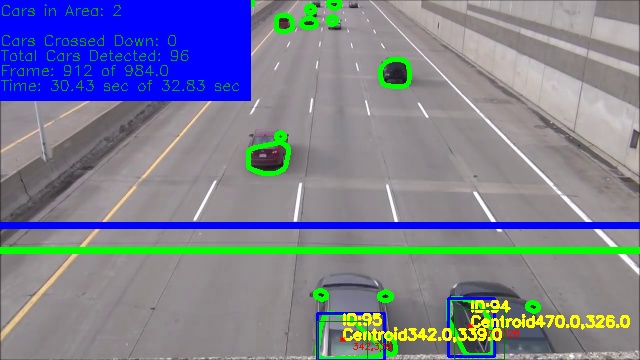 Cars in Area: 2
Cars Crossed Down: 0
Total Cars Detected: 96
Frame: 912 of 984.0
Time: 30.43 sec of 32.83 sec
ID:94
Centroid470.0,326.0
ID:95
Centroid342.0,339.0